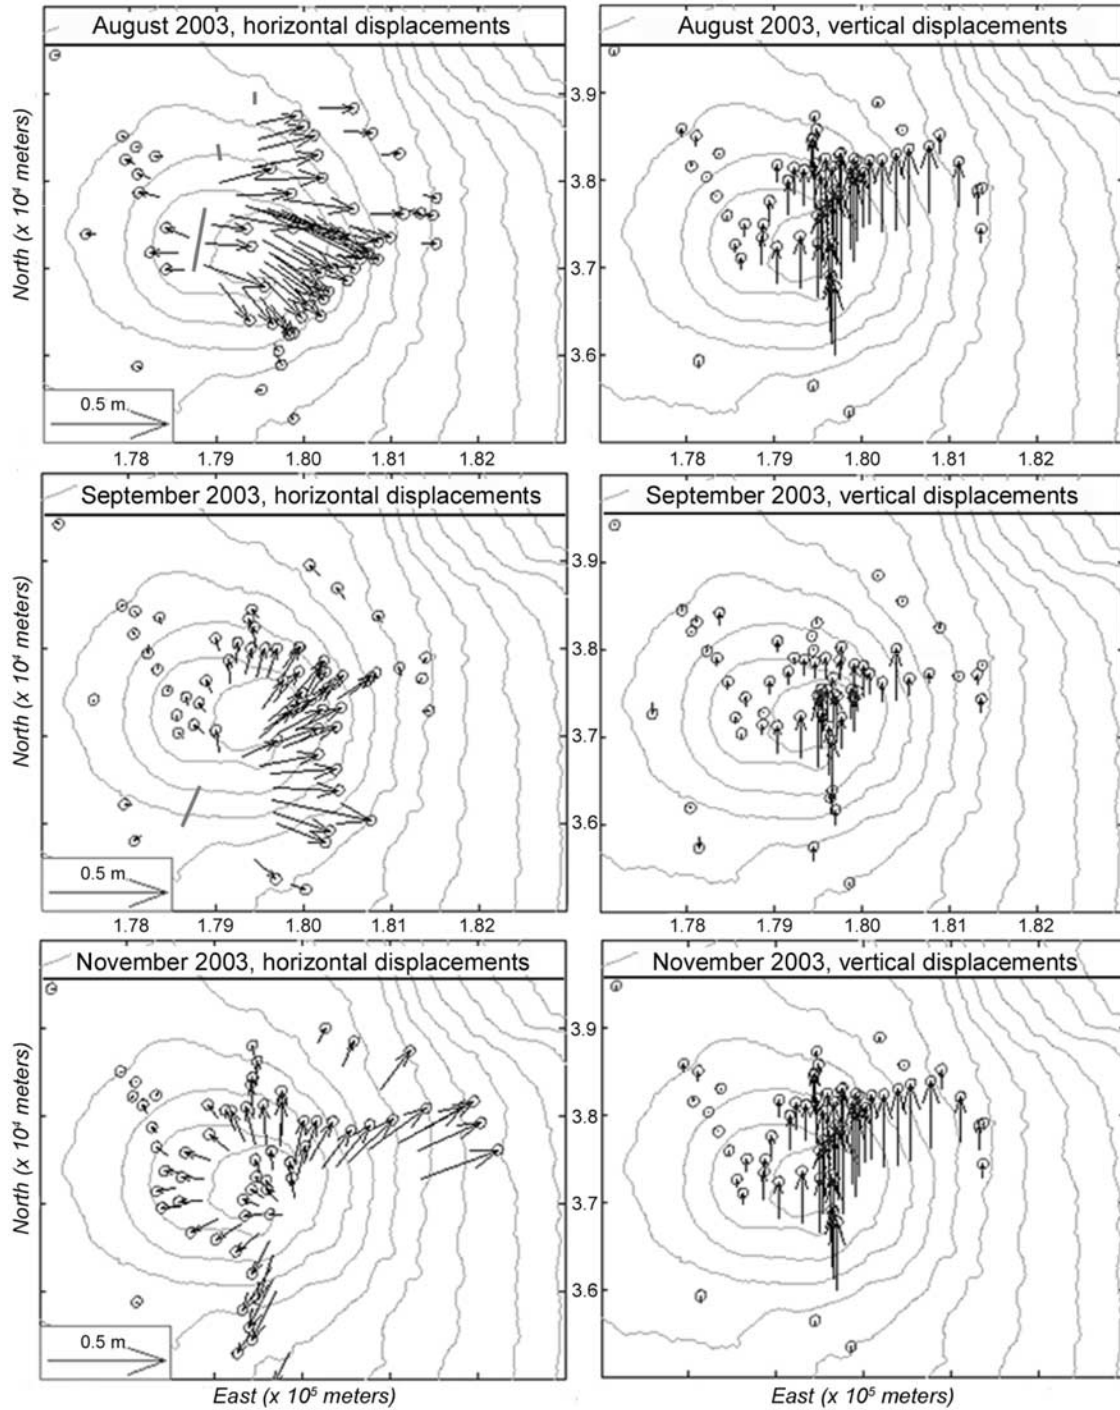 August 2003, horizontal displacements
August 2003, vertical displacements
North (x 10⁴ meters)
3.9
3.8
3.7
3.6
0.5 m
1.78 1.79 1.80 1.81 1.82
1.78 1.79 1.80 1.81 1.82
September 2003, horizontal displacements
September 2003, vertical displacements
North (x 10⁴ meters)
3.9
3.8
3.7
3.6
0.5 m
1.78 1.79 1.80 1.81 1.82
1.78 1.79 1.80 1.81 1.82
November 2003, horizontal displacements
November 2003, vertical displacements
North (x 10⁴ meters)
3.9
3.8
3.7
3.6
0.5 m
East (x 10⁵ meters)
East (x 10⁵ meters)